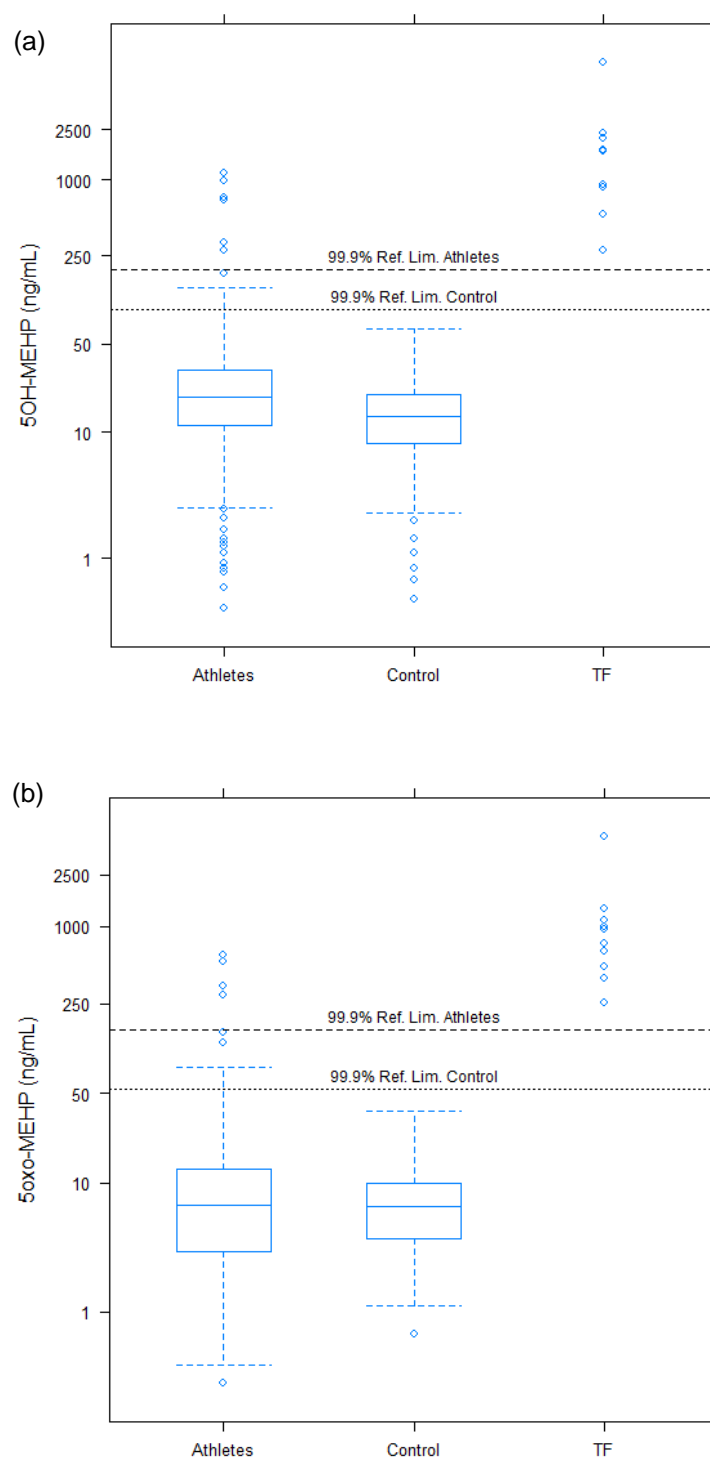 (a)
2500
1000
250
50
10
1
5OH-MEHP (ng/mL)
99.9% Ref. Lim. Athletes
99.9% Ref. Lim. Control
Athletes Control TF
(b)
2500
1000
250
50
10
1
5oxo-MEHP (ng/mL)
99.9% Ref. Lim. Athletes
99.9% Ref. Lim. Control
Athletes Control TF